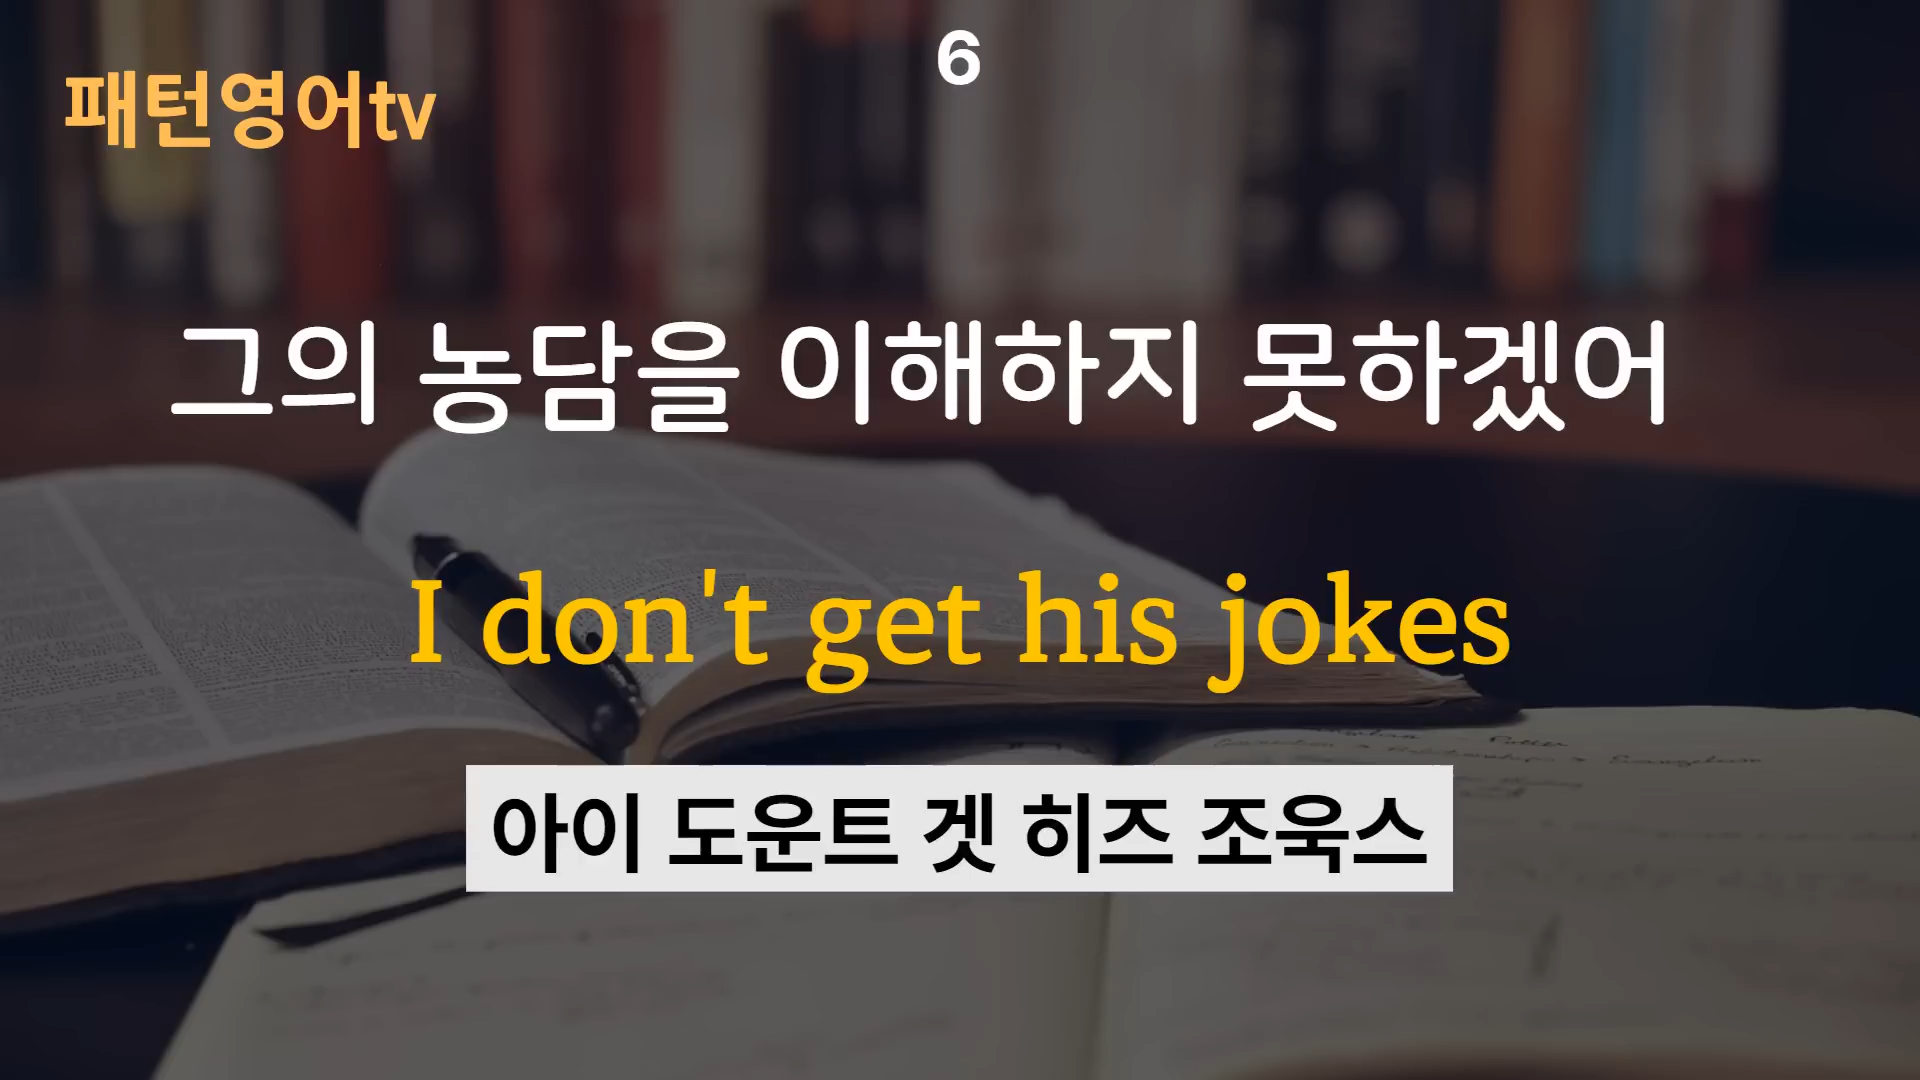 6
패턴영어tv
그의 농담을 이해하지 못하겠어
I don't get his jokes
아이 도운트 겟 히즈 조욱스